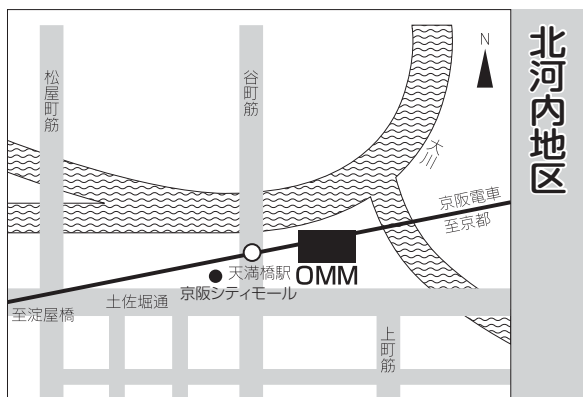 北河内地区
N
松屋町筋
谷町筋
大川
京阪電車
至京都
天満橋駅
OMM
京阪シティモール
土佐堀通
至淀屋橋
上町筋